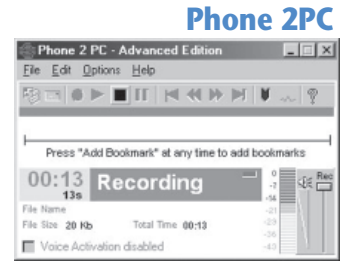 Phone 2PC
Phone 2 PC - Advanced Edition
File Edit Options Help
Press "Add Bookmark" at any time to add bookmarks
00:13 Recording
13s
File Name
File Size 20 Kb Total Time 00:13
Voice Activation disabled
0
-7
-14
-21
-29
-36
-43
Rec